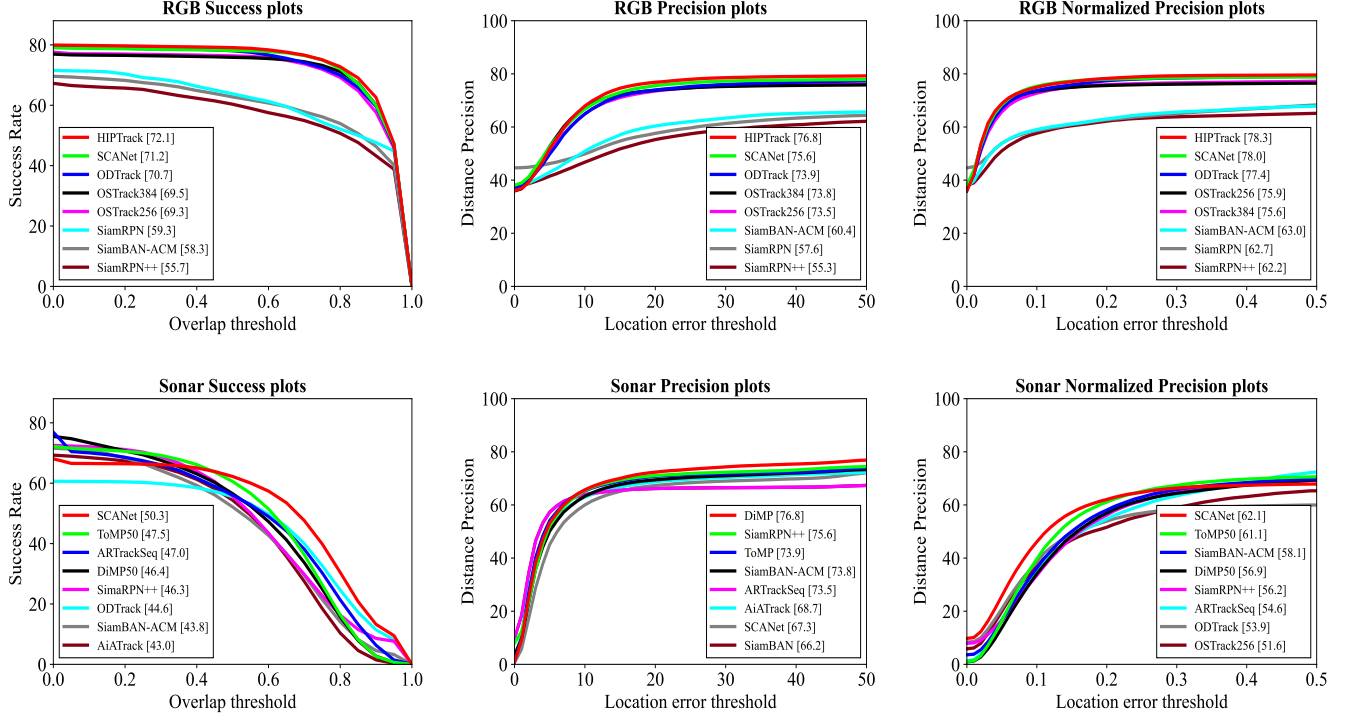 RGB Success plots
Success Rate
80
60
40
20
0
HIPTrack [72.1]
SCANet [71.2]
ODTrack [70.7]
OSTrack384 [69.5]
OSTrack256 [69.3]
SiamRPN [59.3]
SiamBAN-ACM [58.3]
SiamRPN++ [55.7]
0.0 0.2 0.4 0.6 0.8 1.0
Overlap threshold
RGB Precision plots
Distance Precision
100
80
60
40
20
0
HIPTrack [76.8]
SCANet [75.6]
ODTrack [73.9]
OSTrack384 [73.8]
OSTrack256 [73.5]
SiamBAN-ACM [60.4]
SiamRPN [57.6]
SiamRPN++ [55.3]
0 10 20 30 40 50
Location error threshold
RGB Normalized Precision plots
Distance Precision
100
80
60
40
20
0
HIPTrack [78.3]
SCANet [78.0]
ODTrack [77.4]
OSTrack256 [75.9]
OSTrack384 [75.6]
SiamBAN-ACM [63.0]
SiamRPN [62.7]
SiamRPN++ [62.2]
0.0 0.1 0.2 0.3 0.4 0.5
Location error threshold
Sonar Success plots
Success Rate
80
60
40
20
0
SCANet [50.3]
ToMP50 [47.5]
ARTrackSeq [47.0]
DiMP50 [46.4]
SimaRPN++ [46.3]
ODTrack [44.6]
SiamBAN-ACM [43.8]
AiATrack [43.0]
0.0 0.2 0.4 0.6 0.8 1.0
Overlap threshold
Sonar Precision plots
Distance Precision
100
80
60
40
20
0
DiMP [76.8]
SiamRPN++ [75.6]
ToMP [73.9]
SiamBAN-ACM [73.8]
ARTrackSeq [73.5]
AiATrack [68.7]
SCANet [67.3]
SiamBAN [66.2]
0 10 20 30 40 50
Location error threshold
Sonar Normalized Precision plots
Distance Precision
100
80
60
40
20
0
SCANet [62.1]
ToMP50 [61.1]
SiamBAN-ACM [58.1]
DiMP50 [56.9]
SiamRPN++ [56.2]
ARTrackSeq [54.6]
ODTrack [53.9]
OSTrack256 [51.6]
0.0 0.1 0.2 0.3 0.4 0.5
Location error threshold